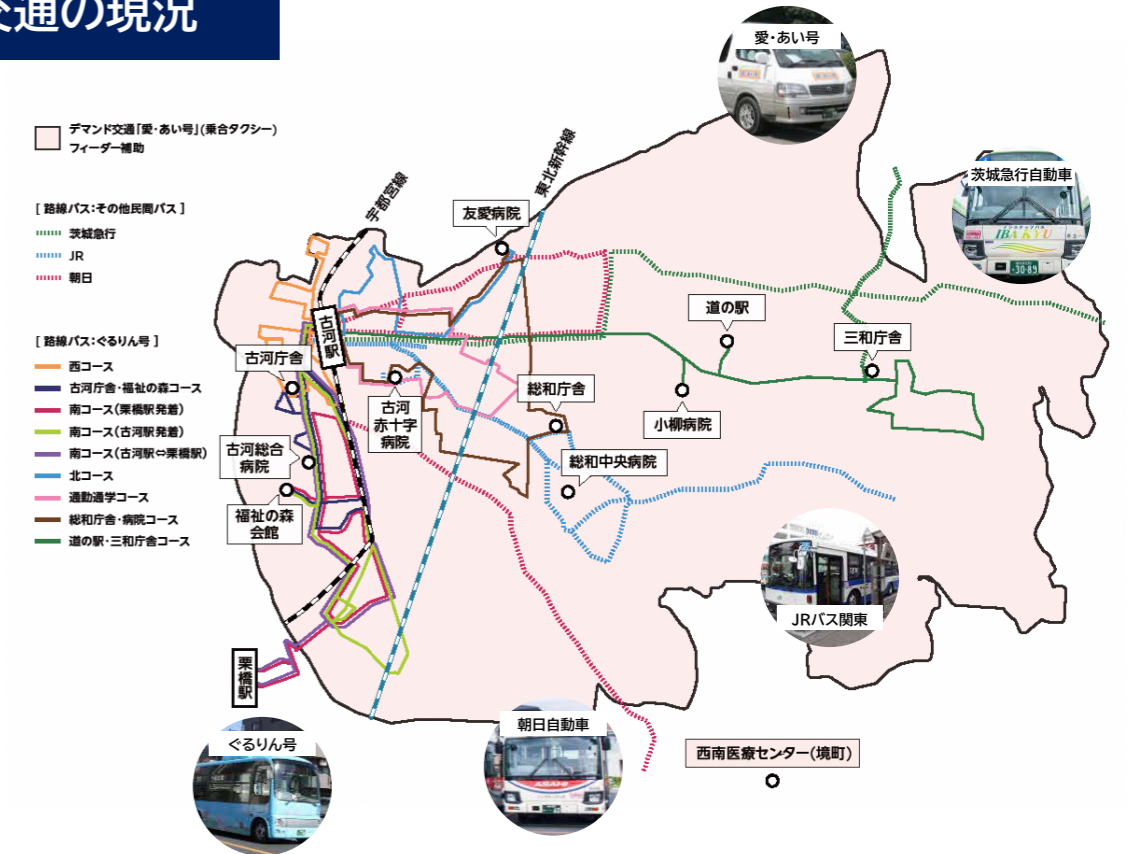 交通の現況
愛・あい号
デマンド交通「愛・あい号」(乗合タクシー)
フィーダー補助
宇都宮線
東北新幹線
茨城急行自動車
IBAKYU
・30-89
[ 路線バス:その他民間バス ]
茨城急行
JR
朝日
友愛病院
道の駅
古河駅
三和庁舎
[ 路線バス:ぐるりん号 ]
西コース
古河庁舎・福祉の森コース
南コース(栗橋駅発着)
南コース(古河駅発着)
南コース(古河駅⇔栗橋駅)
北コース
通勤通学コース
総和庁舎・病院コース
道の駅・三和庁舎コース
古河庁舎
古河
赤十字
病院
総和庁舎
小柳病院
古河総合
病院
総和中央病院
福祉の森
会館
JRバス関東
栗橋駅
朝日自動車
ASAHI
ぐるりん号
西南医療センター(境町)